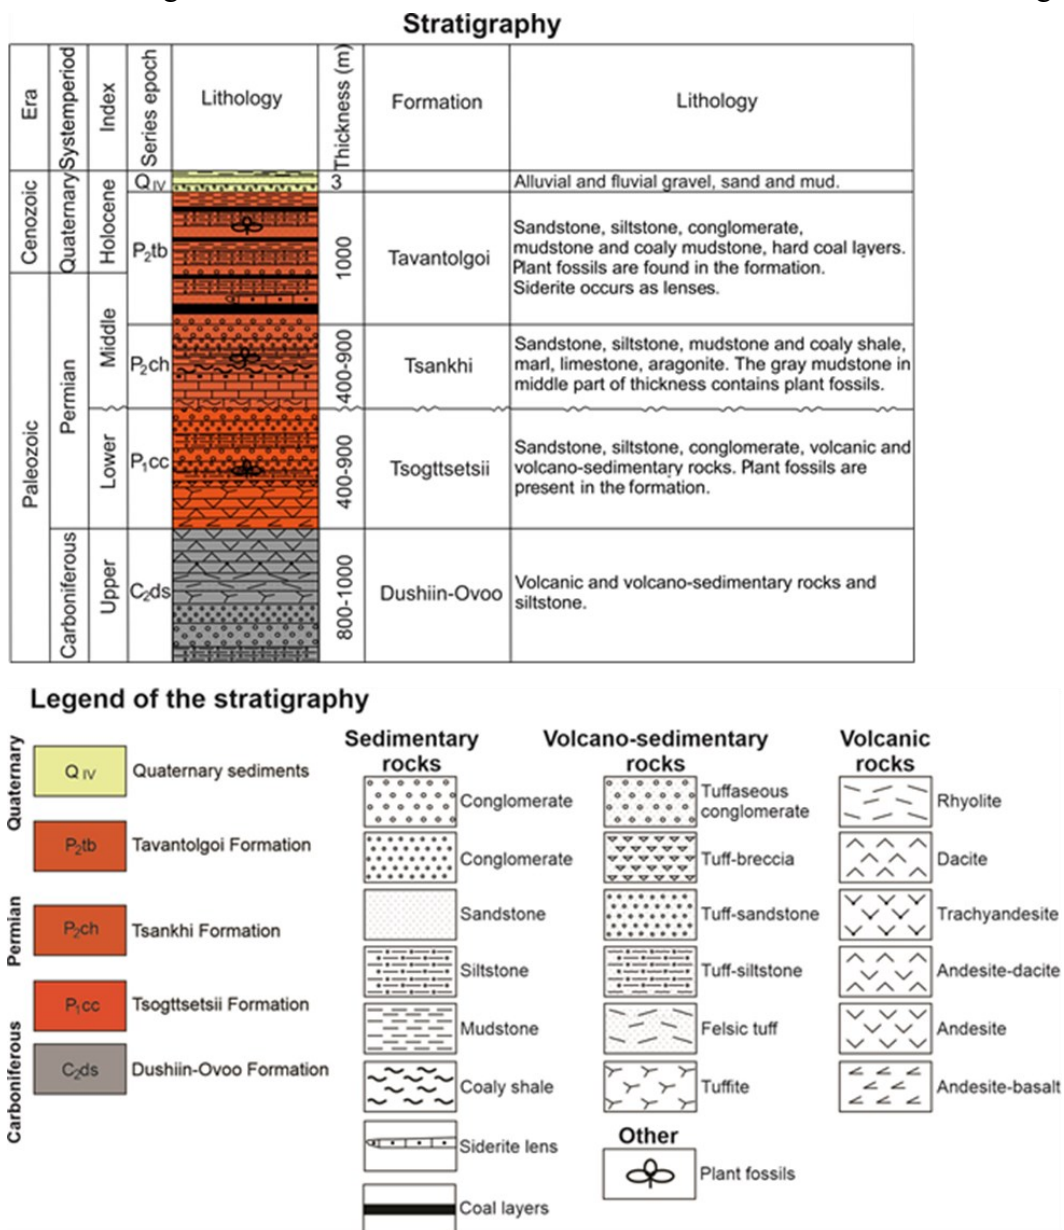 Stratigraphy
Era
Systemperiod
Index
Series epoch
Lithology
Thickness (m)
Formation
Lithology
Cenozoic
Quaternary
Holocene
Q IV
3
Alluvial and fluvial gravel, sand and mud.
P₂tb
1000
Tavantolgoi
Sandstone, siltstone, conglomerate,
mudstone and coaly mudstone, hard coal layers.
Plant fossils are found in the formation.
Siderite occurs as lenses.
Paleozoic
Permian
Middle
P₂ch
400-900
Tsankhi
Sandstone, siltstone, mudstone and coaly shale,
marl, limestone, aragonite. The gray mudstone in
middle part of thickness contains plant fossils.
Lower
P₁cc
400-900
Tsogttsetsii
Sandstone, siltstone, conglomerate, volcanic and
volcano-sedimentary rocks. Plant fossils are
present in the formation.
Carboniferous
Upper
C₂ds
800-1000
Dushiin-Ovoo
Volcanic and volcano-sedimentary rocks and
siltstone.
Legend of the stratigraphy
Quaternary
Q IV
Quaternary sediments
Permian
P₂tb
Tavantolgoi Formation
P₂ch
Tsankhi Formation
P₁cc
Tsogttsetsii Formation
Carboniferous
C₂ds
Dushiin-Ovoo Formation
Sedimentary
rocks
Conglomerate
Conglomerate
Sandstone
Siltstone
Mudstone
Coaly shale
Siderite lens
Coal layers
Volcano-sedimentary
rocks
Tuffaseous
conglomerate
Tuff-breccia
Tuff-sandstone
Tuff-siltstone
Felsic tuff
Tuffite
Other
Plant fossils
Volcanic
rocks
Rhyolite
Dacite
Trachyandesite
Andesite-dacite
Andesite
Andesite-basalt